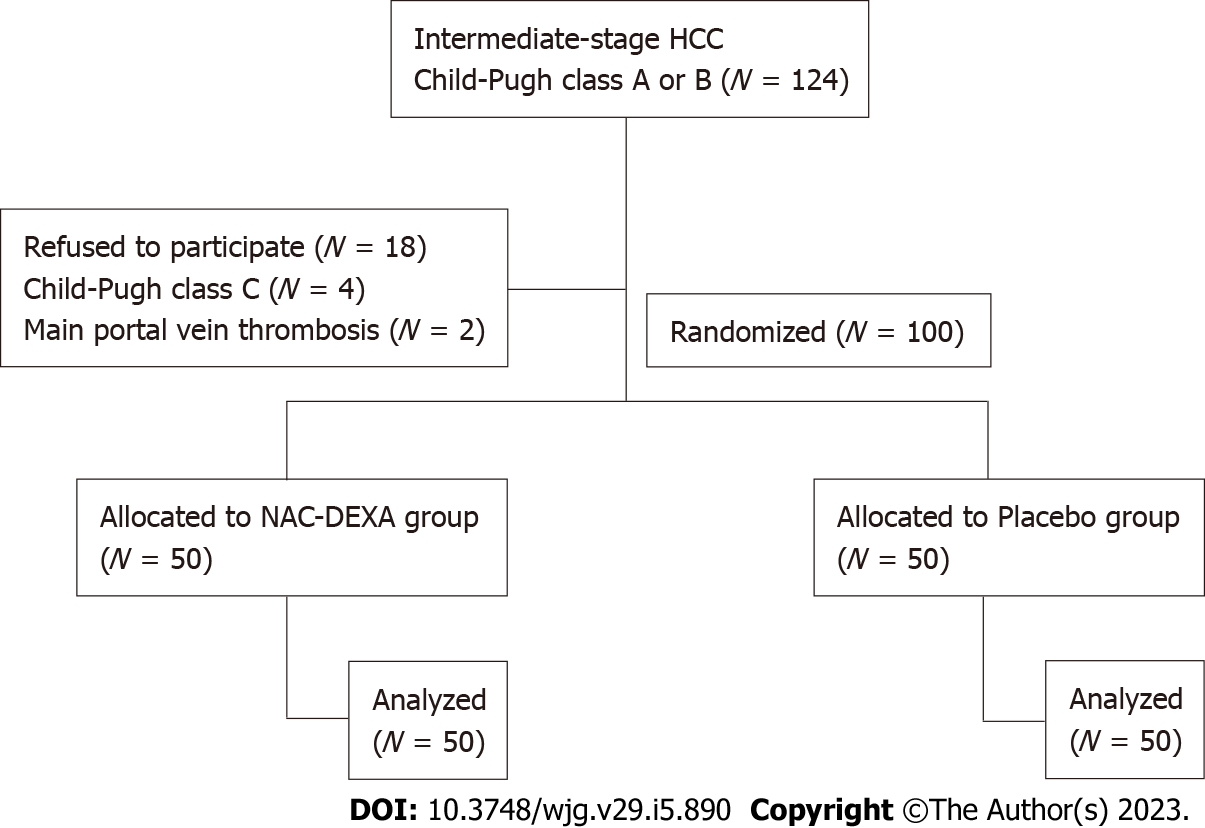 Intermediate-stage HCC
Child-Pugh class A or B (N = 124)
Refused to participate (N = 18)
Child-Pugh class C (N = 4)
Main portal vein thrombosis (N = 2)
Randomized (N = 100)
Allocated to NAC-DEXA group
(N = 50)
Allocated to Placebo group
(N = 50)
Analyzed
(N = 50)
Analyzed
(N = 50)
DOI: 10.3748/wjg.v29.i5.890 Copyright ©The Author(s) 2023.